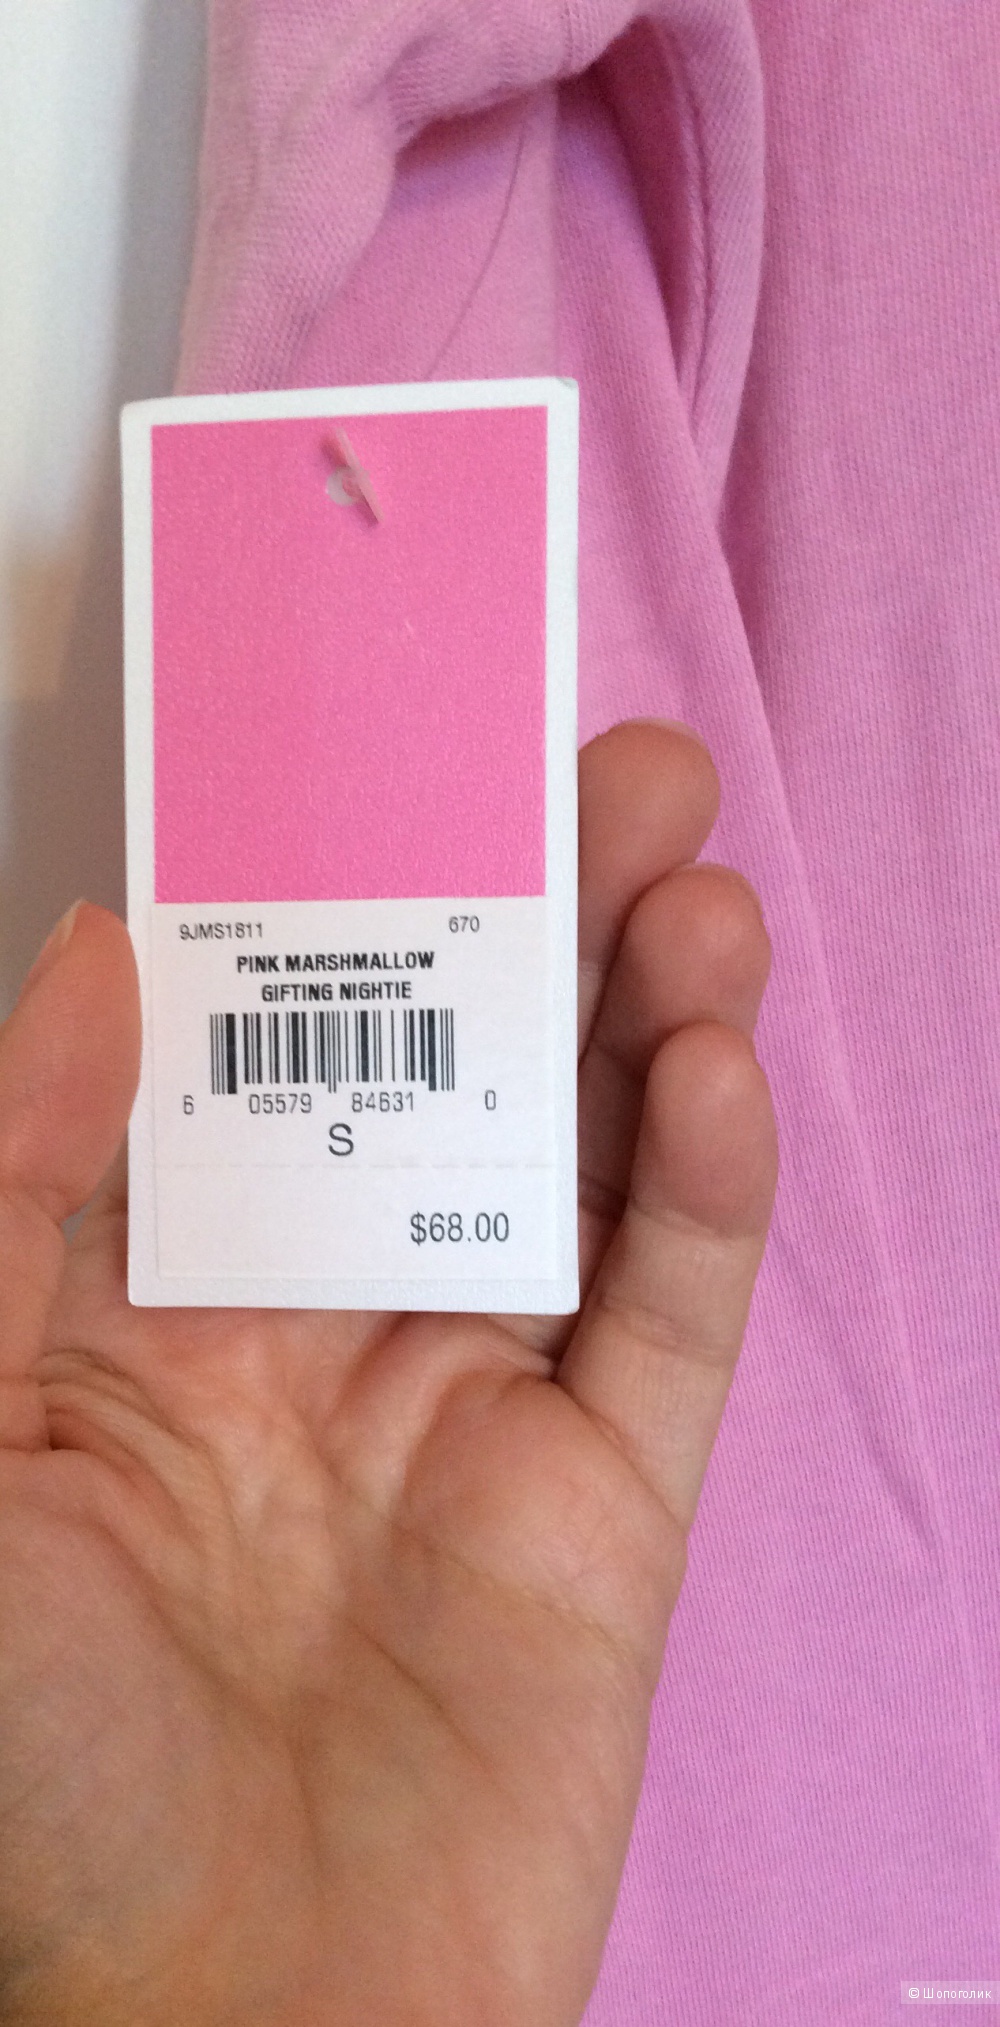 9JMS1811 670
PINK MARSHMALLOW
GIFTING NIGHTIE
6 05579 84631 0
S
$68.00
© Шопоголик